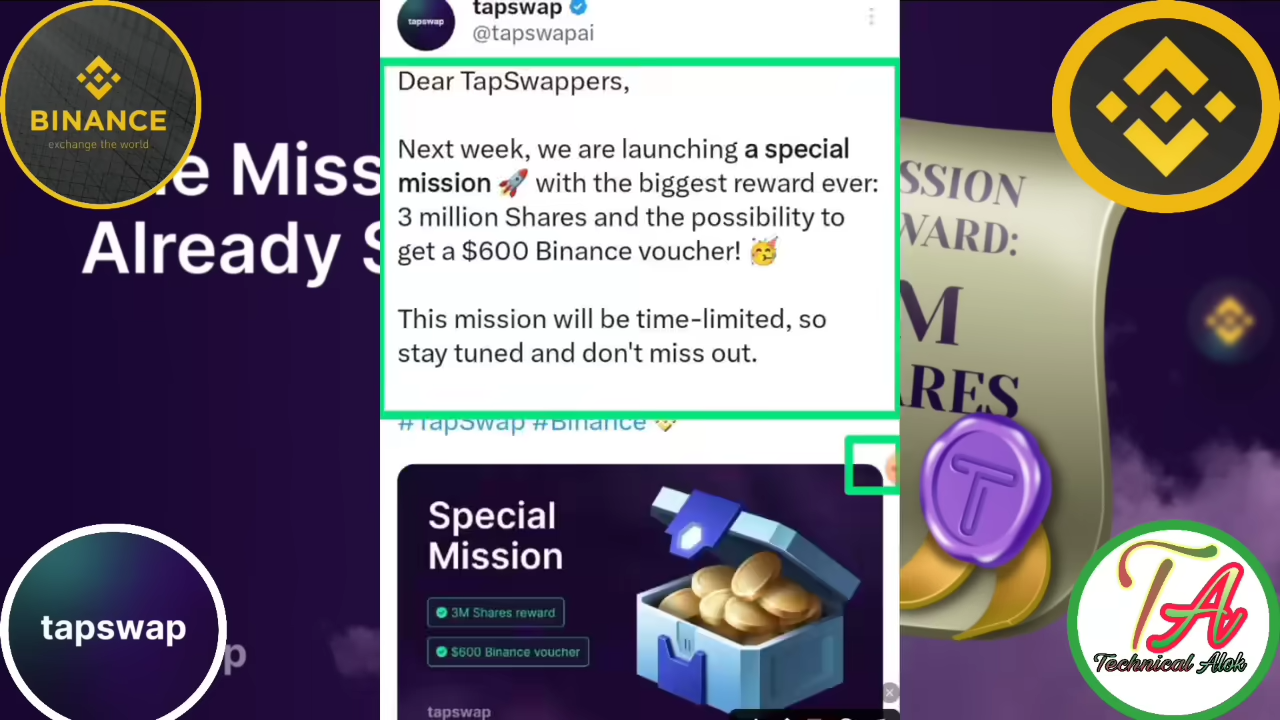 tapswap
tapswap
@tapswapai
BINANCE
exchange the world
Dear TapSwappers,
Next week, we are launching a special
mission 🚀 with the biggest reward ever:
3 million Shares and the possibility to
get a $600 Binance voucher! 🥳
This mission will be time-limited, so
stay tuned and don't miss out.
#TapSwap #Binance
Already
Special
Mission
3M Shares reward
$600 Binance voucher
tapswap
tapswap
T
TA
Technical Alok